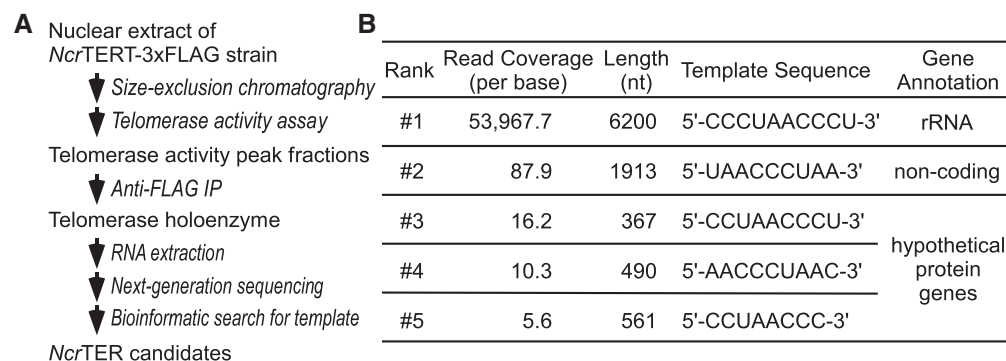 A
Nuclear extract of
NcrTERT-3xFLAG strain
Size-exclusion chromatography
Telomerase activity assay
Telomerase activity peak fractions
Anti-FLAG IP
Telomerase holoenzyme
RNA extraction
Next-generation sequencing
Bioinformatic search for template
NcrTER candidates
B
Rank Read Coverage (per base) Length (nt) Template Sequence Gene Annotation
#1 53,967.7 6200 5'-CCCUAACCCU-3' rRNA
#2 87.9 1913 5'-UAACCCUAA-3' non-coding
#3 16.2 367 5'-CCUAACCCU-3'
#4 10.3 490 5'-AACCCUAAC-3'
#5 5.6 561 5'-CCUAACCC-3'
hypothetical
protein
genes